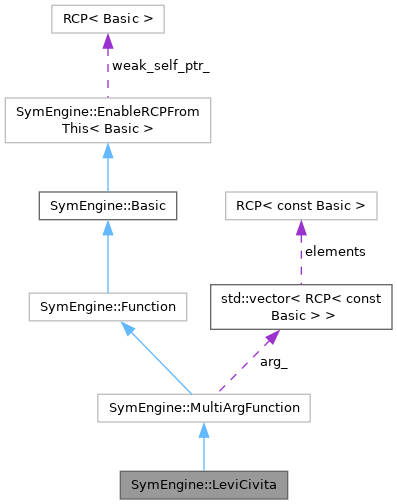 RCP< Basic >
weak_self_ptr_
SymEngine::EnableRCPFrom
This< Basic >
SymEngine::Basic
RCP< const Basic >
elements
SymEngine::Function
std::vector< RCP< const
Basic > >
arg_
SymEngine::MultiArgFunction
SymEngine::LeviCivita